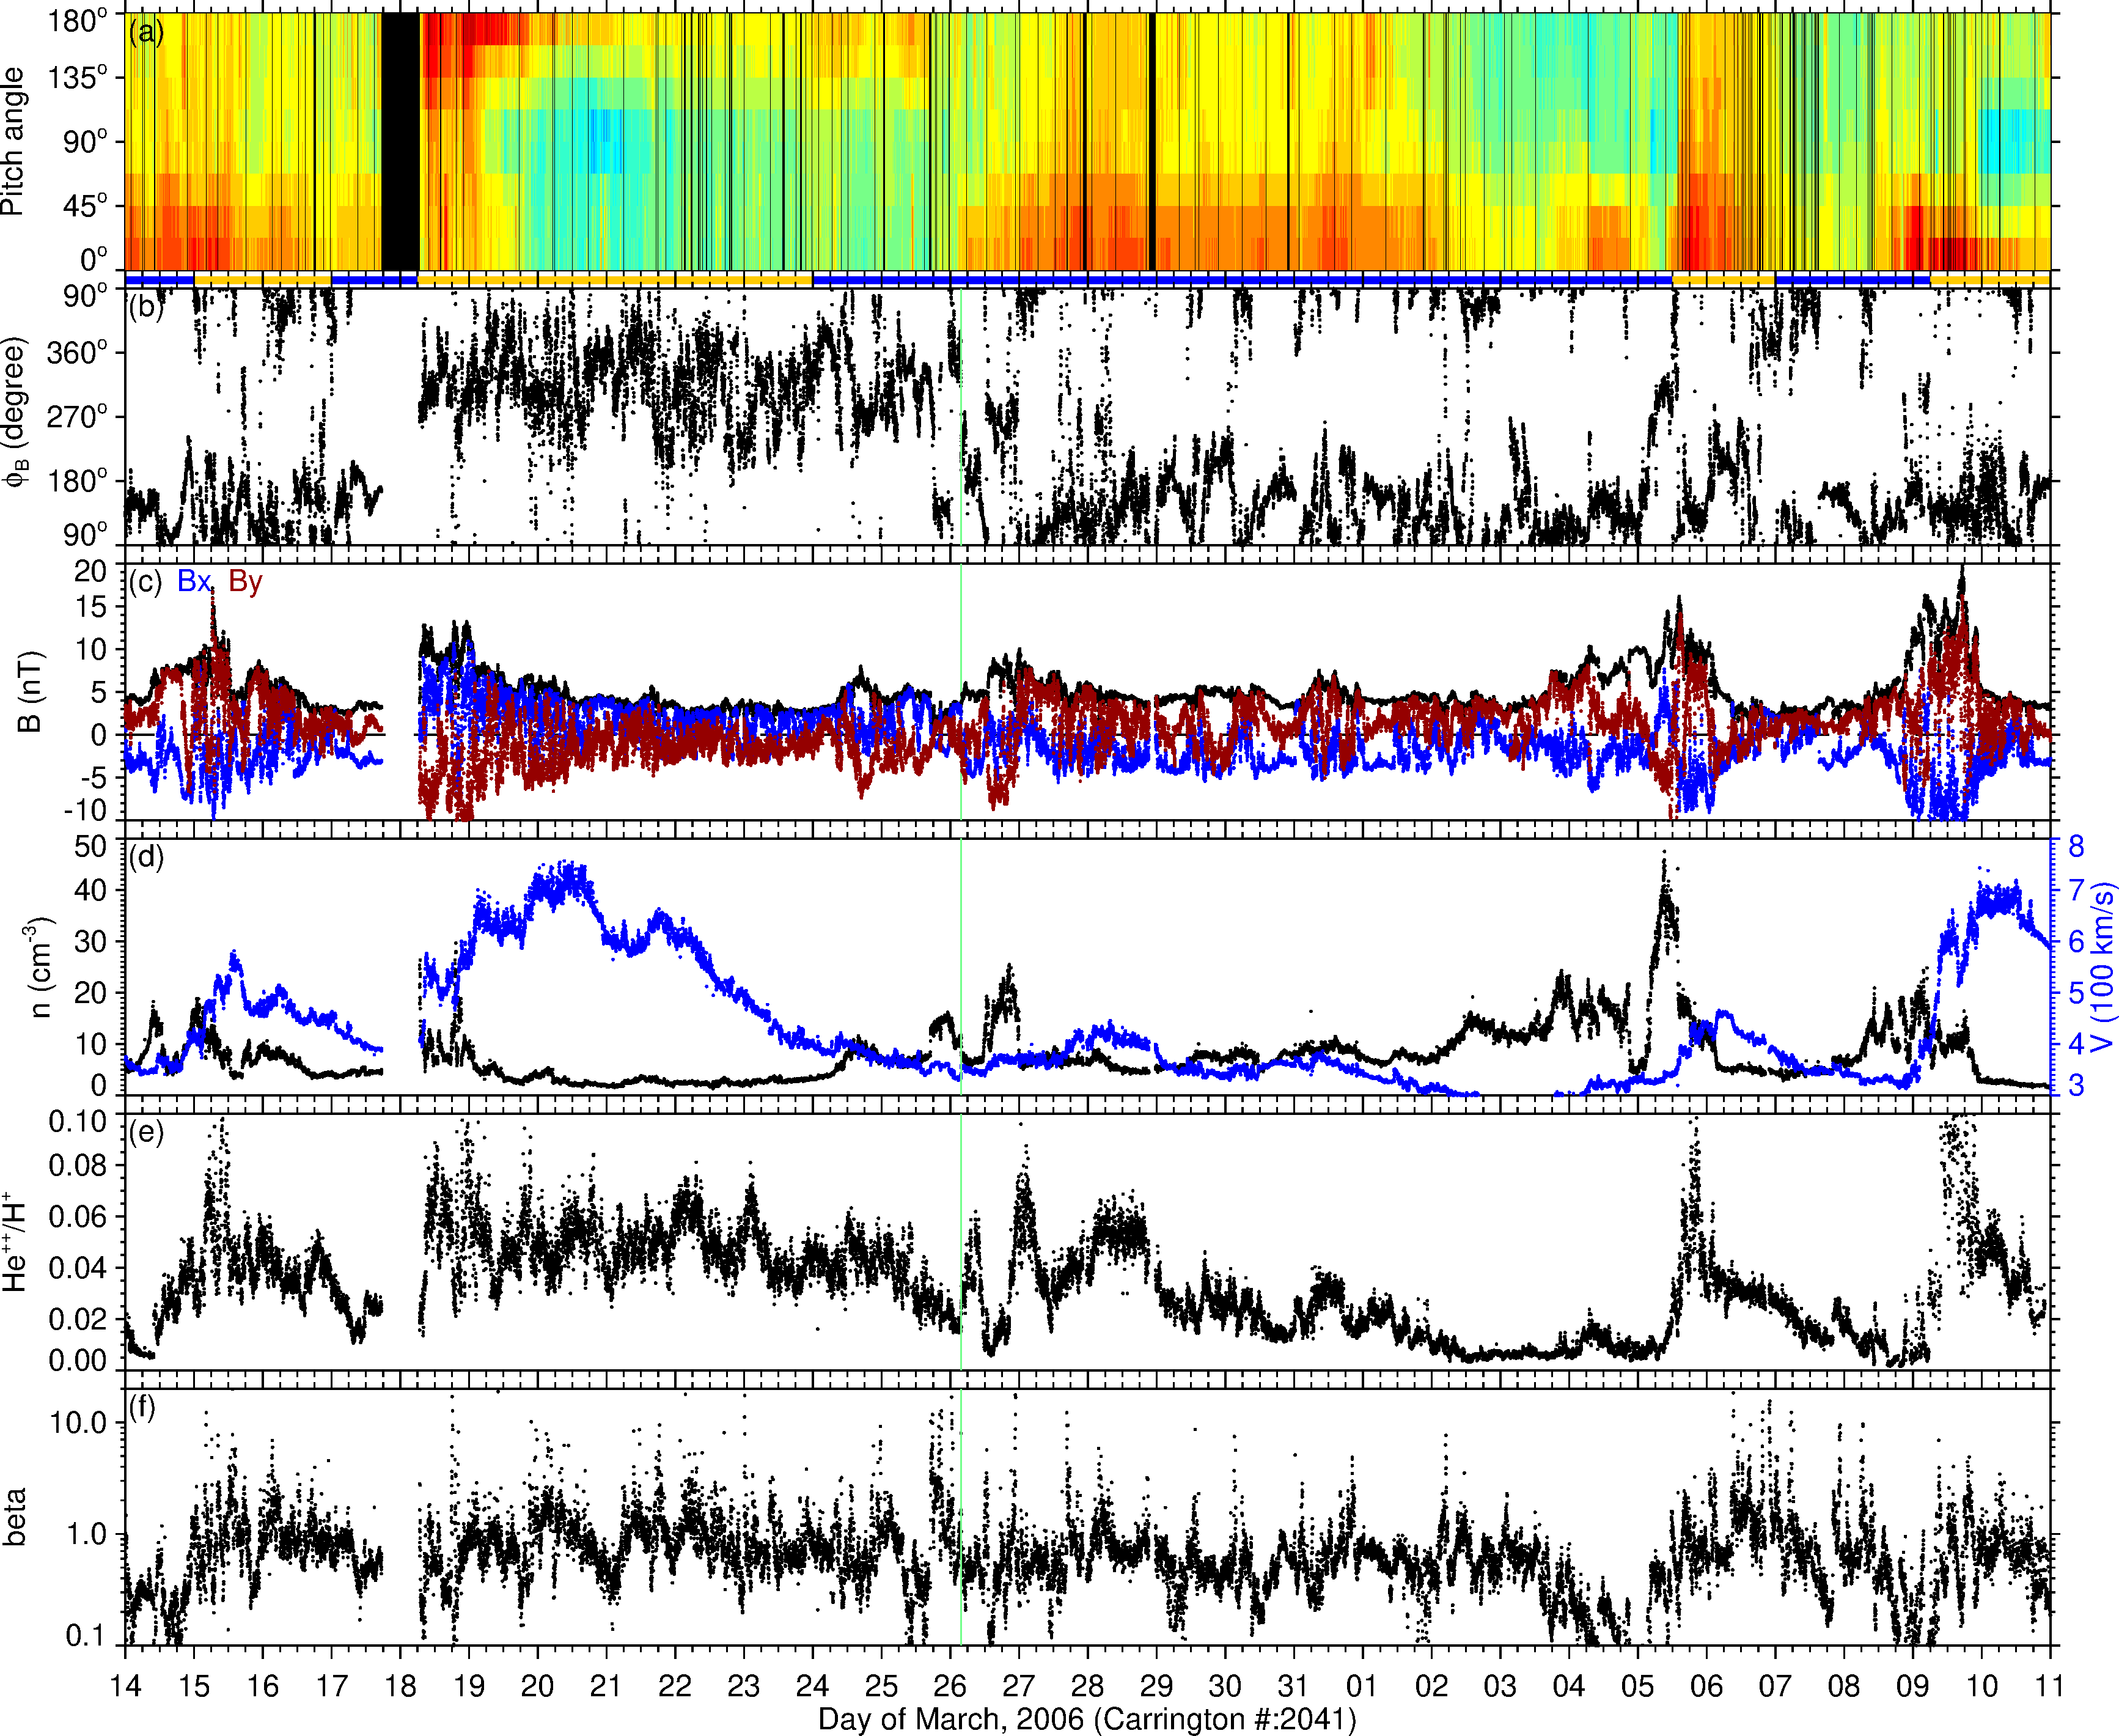 (a)
180°
135°
90°
45°
0°
Pitch angle
(b)
90°
360°
270°
180°
90°
ϕB (degree)
(c) Bx By
20
15
10
5
0
-5
-10
B (nT)
(d)
50
40
30
20
10
0
n (cm-3)
8
7
6
5
4
3
V (100 km/s)
(e)
0.10
0.08
0.06
0.04
0.02
0.00
He++/H+
(f)
10.0
1.0
0.1
beta
14 15 16 17 18 19 20 21 22 23 24 25 26 27 28 29 30 31 01 02 03 04 05 06 07 08 09 10 11
Day of March, 2006 (Carrington #:2041)